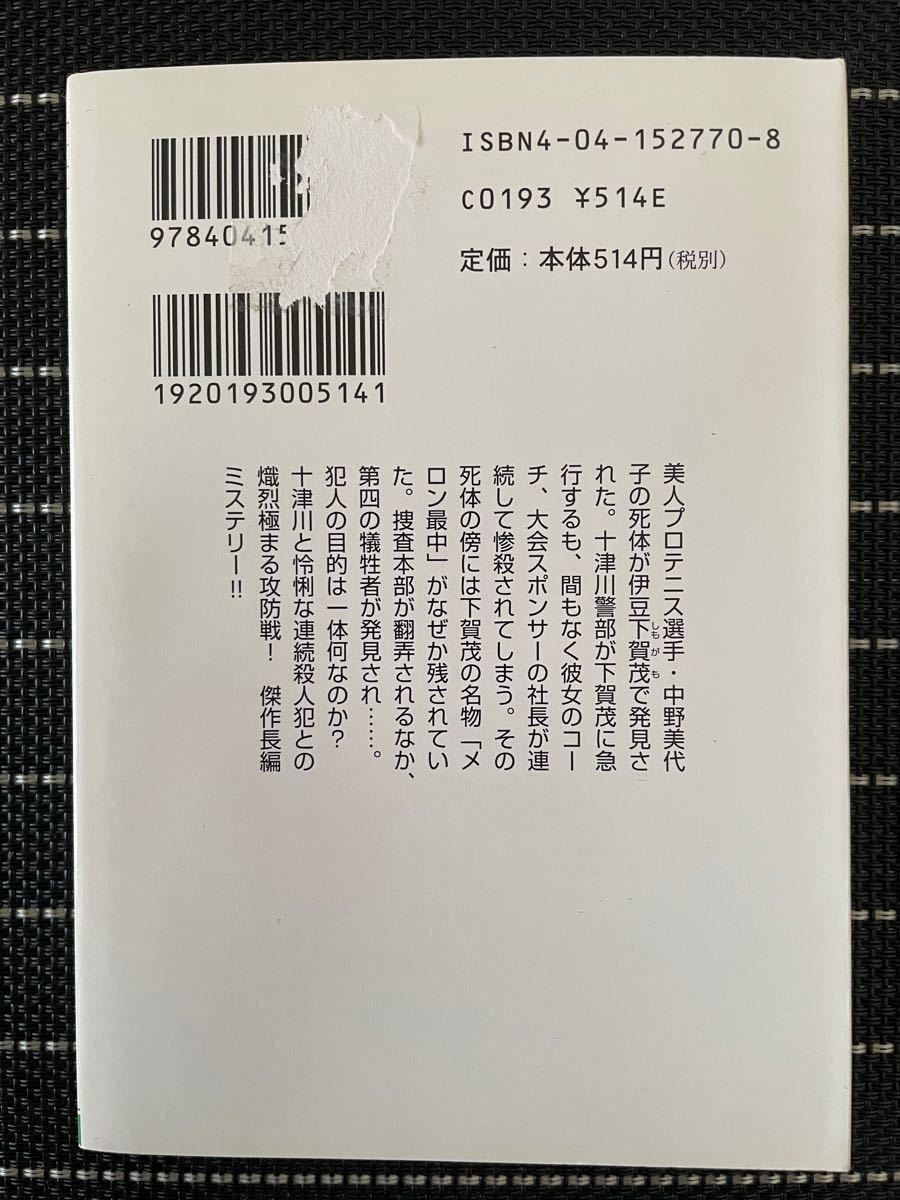 ISBN4-04-152770-8
C0193 ¥514E
定価：本体514円(税別)
97840415
1920193005141
美人プロテニス選手・中野美代
子の死体が伊豆下賀茂で発見さ
しもがも
れた。十津川警部が下賀茂に急
行するも、間もなく彼女のコー
チ、大会スポンサーの社長が連
続して惨殺されてしまう。その
死体の傍には下賀茂の名物「メ
ロン最中」がなぜか残されてい
た。捜査本部が翻弄されるなか、
第四の犠牲者が発見され……。
犯人の目的は一体何なのか？
十津川と怜悧な連続殺人犯との
熾烈極まる攻防戦！　傑作長編
ミステリー!!